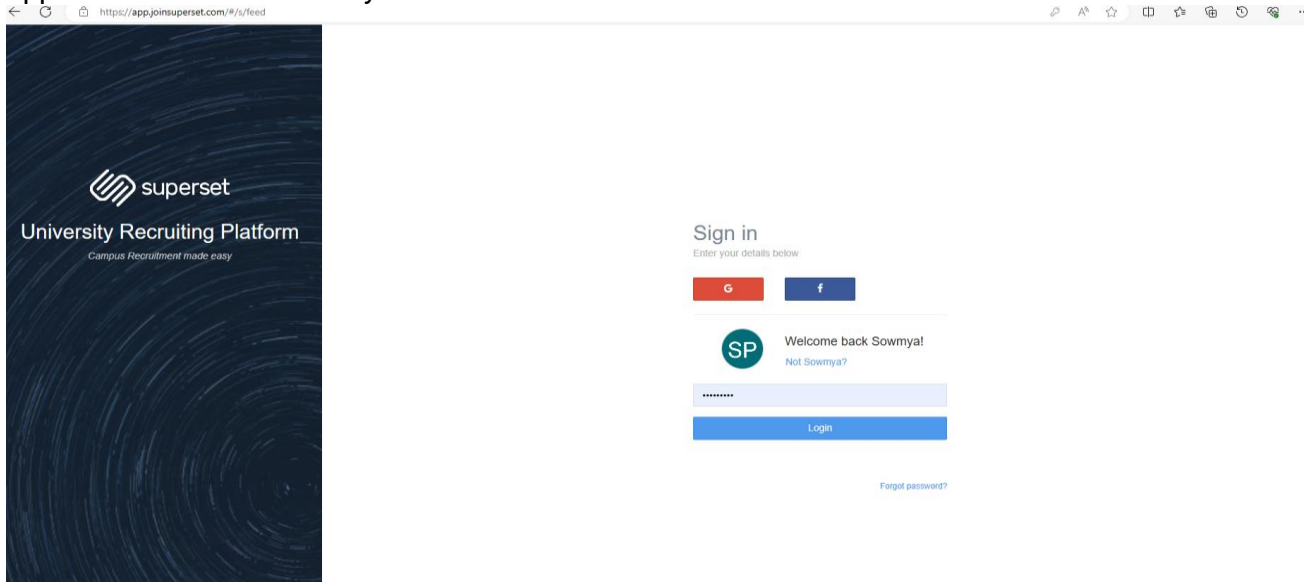 https://app.joinsuperset.com/#/s/feed
superset
University Recruiting Platform
Campus Recruitment made easy
Sign in
Enter your details below
G
f
SP
Welcome back Sowmya!
Not Sowmya?
•••••••••
Login
Forgot password?